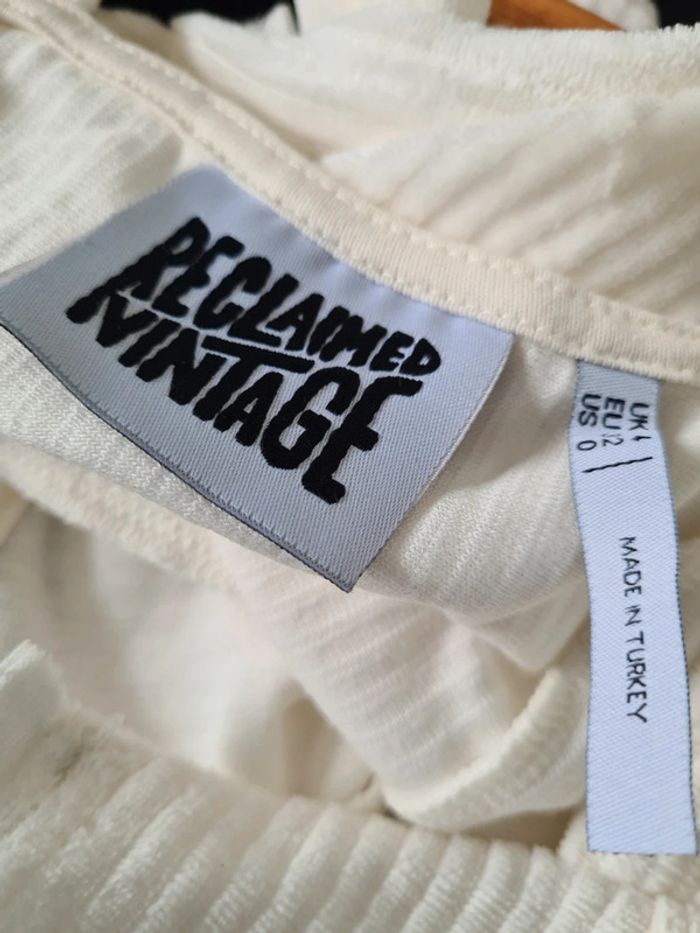 RECLAIMED
VINTAGE
UK 4
EU 32
US 0
MADE IN TURKEY